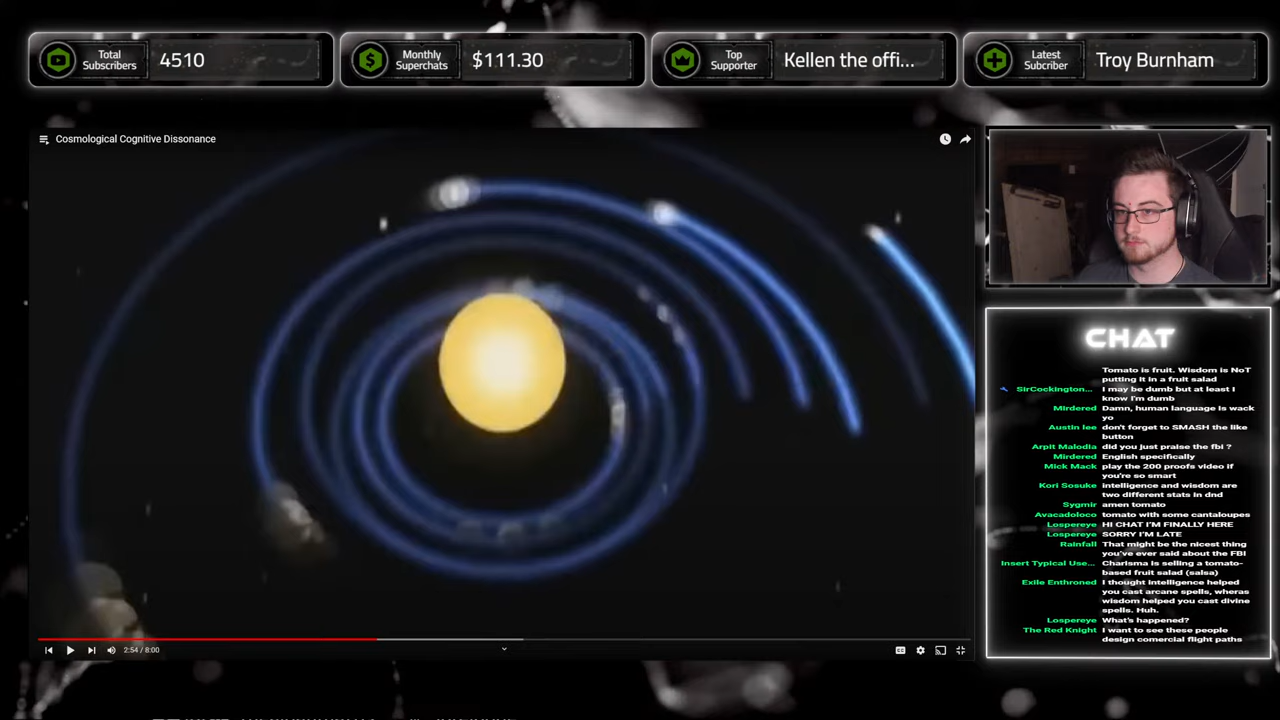 Total
Subscribers
4510
Monthly
Superchats
$111.30
Top
Supporter
Kellen the offi...
Latest
Subcriber
Troy Burnham
Cosmological Cognitive Dissonance
CHAT
Tomato is fruit. Wisdom is NoT
putting it in a fruit salad
SirCockington... I may be dumb but at least I
know I'm dumb
Mirdered Damn, human language is wack
yo
Austin lee don't forget to SMASH the like
button
Arpit Malodia did you just praise the fbi ?
Mirdered English specifically
Mick Mack play the 200 proofs video if
you're so smart
Kori Sosuke intelligence and wisdom are
two different stats in dnd
Sygmir amen tomato
Avacadoloco tomato with some cantaloupes
Lospereye HI CHAT I'M FINALLY HERE
Lospereye SORRY I'M LATE
Rainfall That might be the nicest thing
you've ever said about the FBI
Insert Typical Use... Charisma is selling a tomato-
based fruit salad (salsa)
Exile Enthroned I thought intelligence helped
you cast arcane spells, wheras
wisdom helped you cast divine
spells. Huh.
Lospereye What's happened?
The Red Knight I want to see these people
design comercial flight paths
2:54 / 8:00